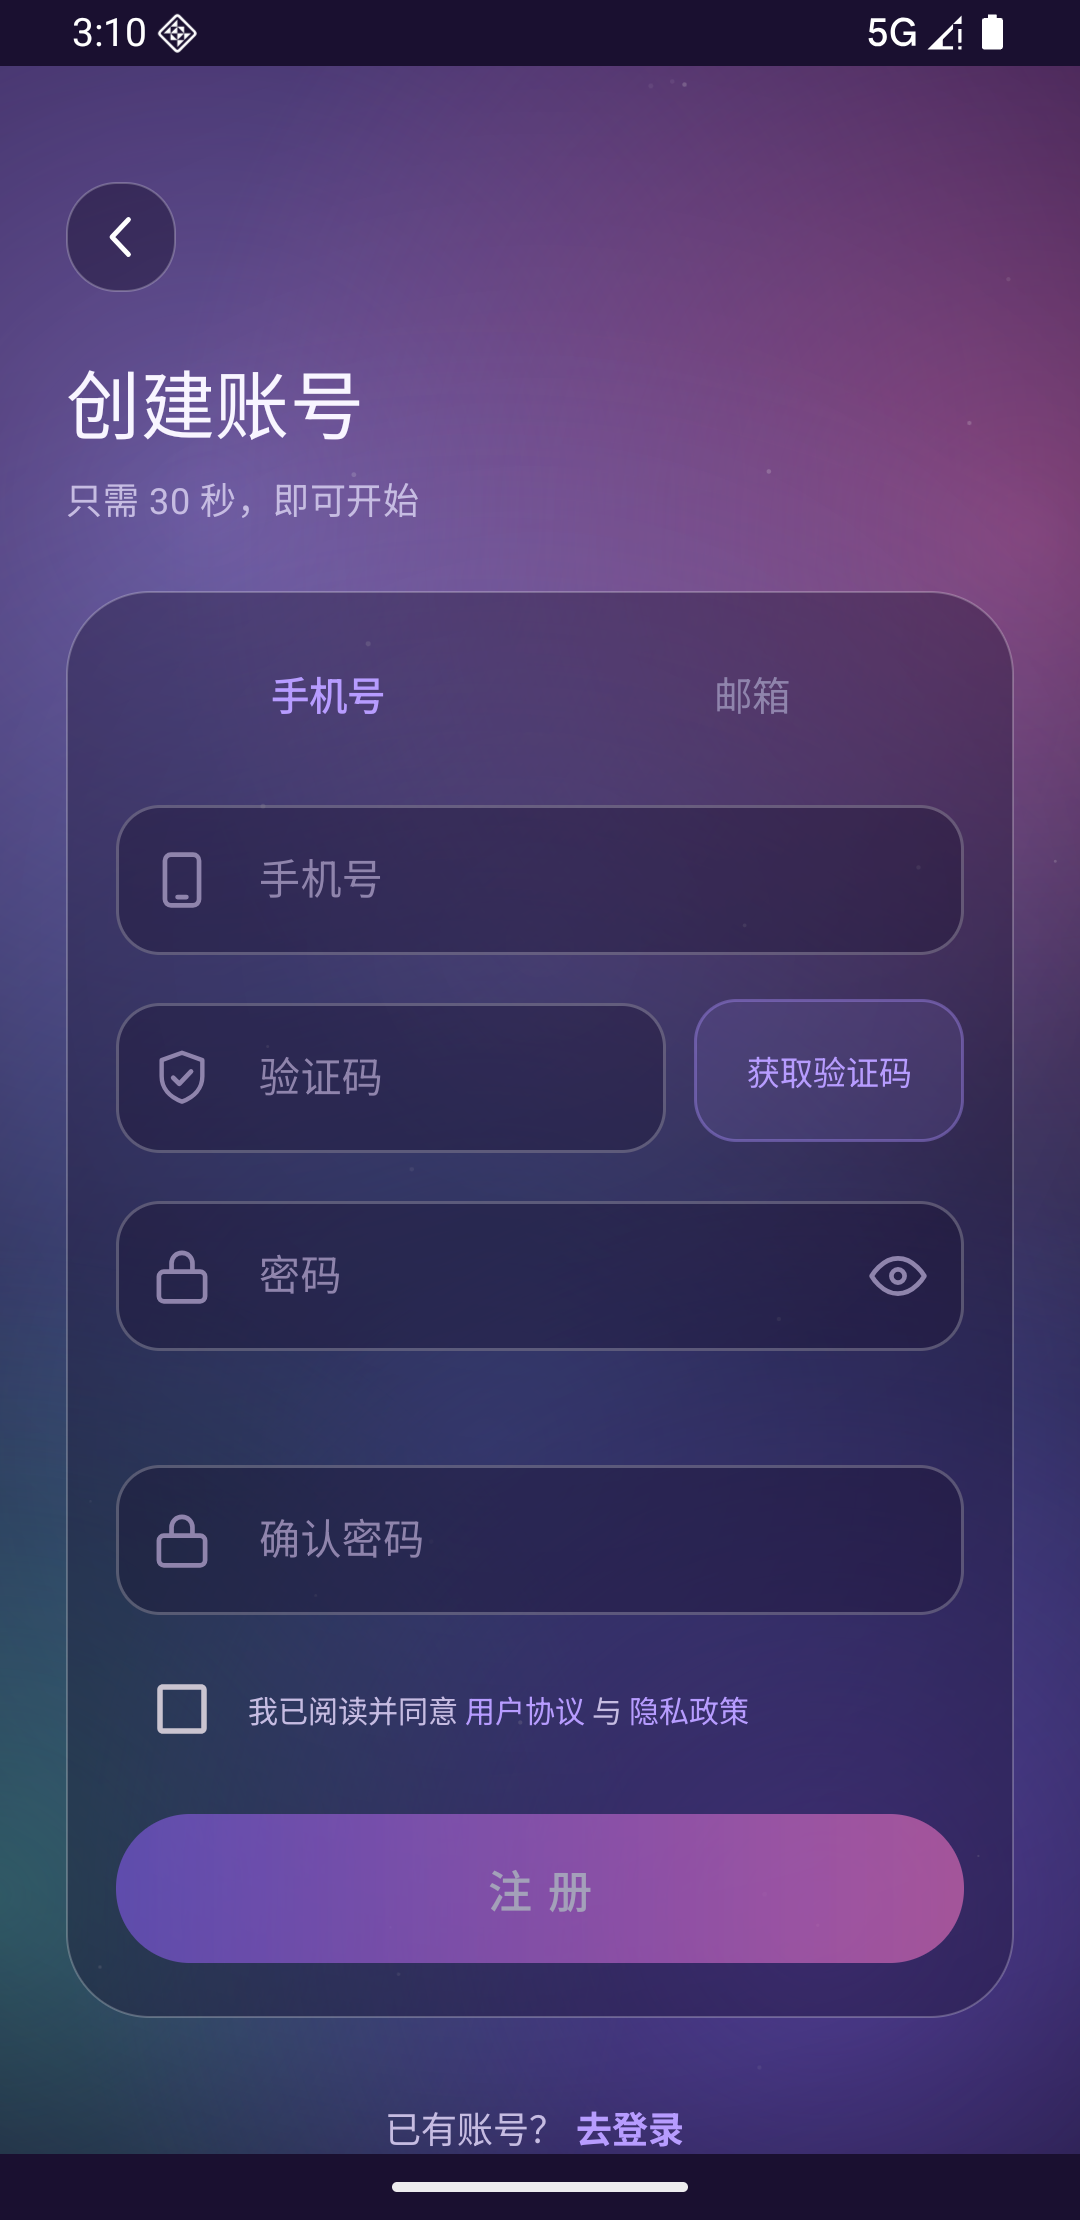 3:10
5G
创建账号
只需 30 秒，即可开始
手机号
邮箱
手机号
验证码
获取验证码
密码
确认密码
我已阅读并同意 用户协议 与 隐私政策
注 册
已有账号？ 去登录